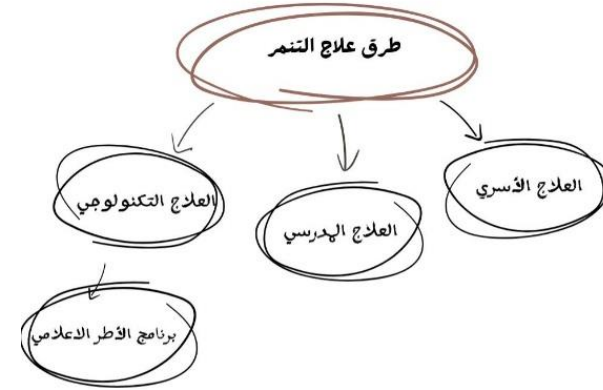 طرق علاج التنمر
العلاج الأسري
العلاج المدرسي
العلاج التكنولوجي
برنامج الأطر الاعلامي